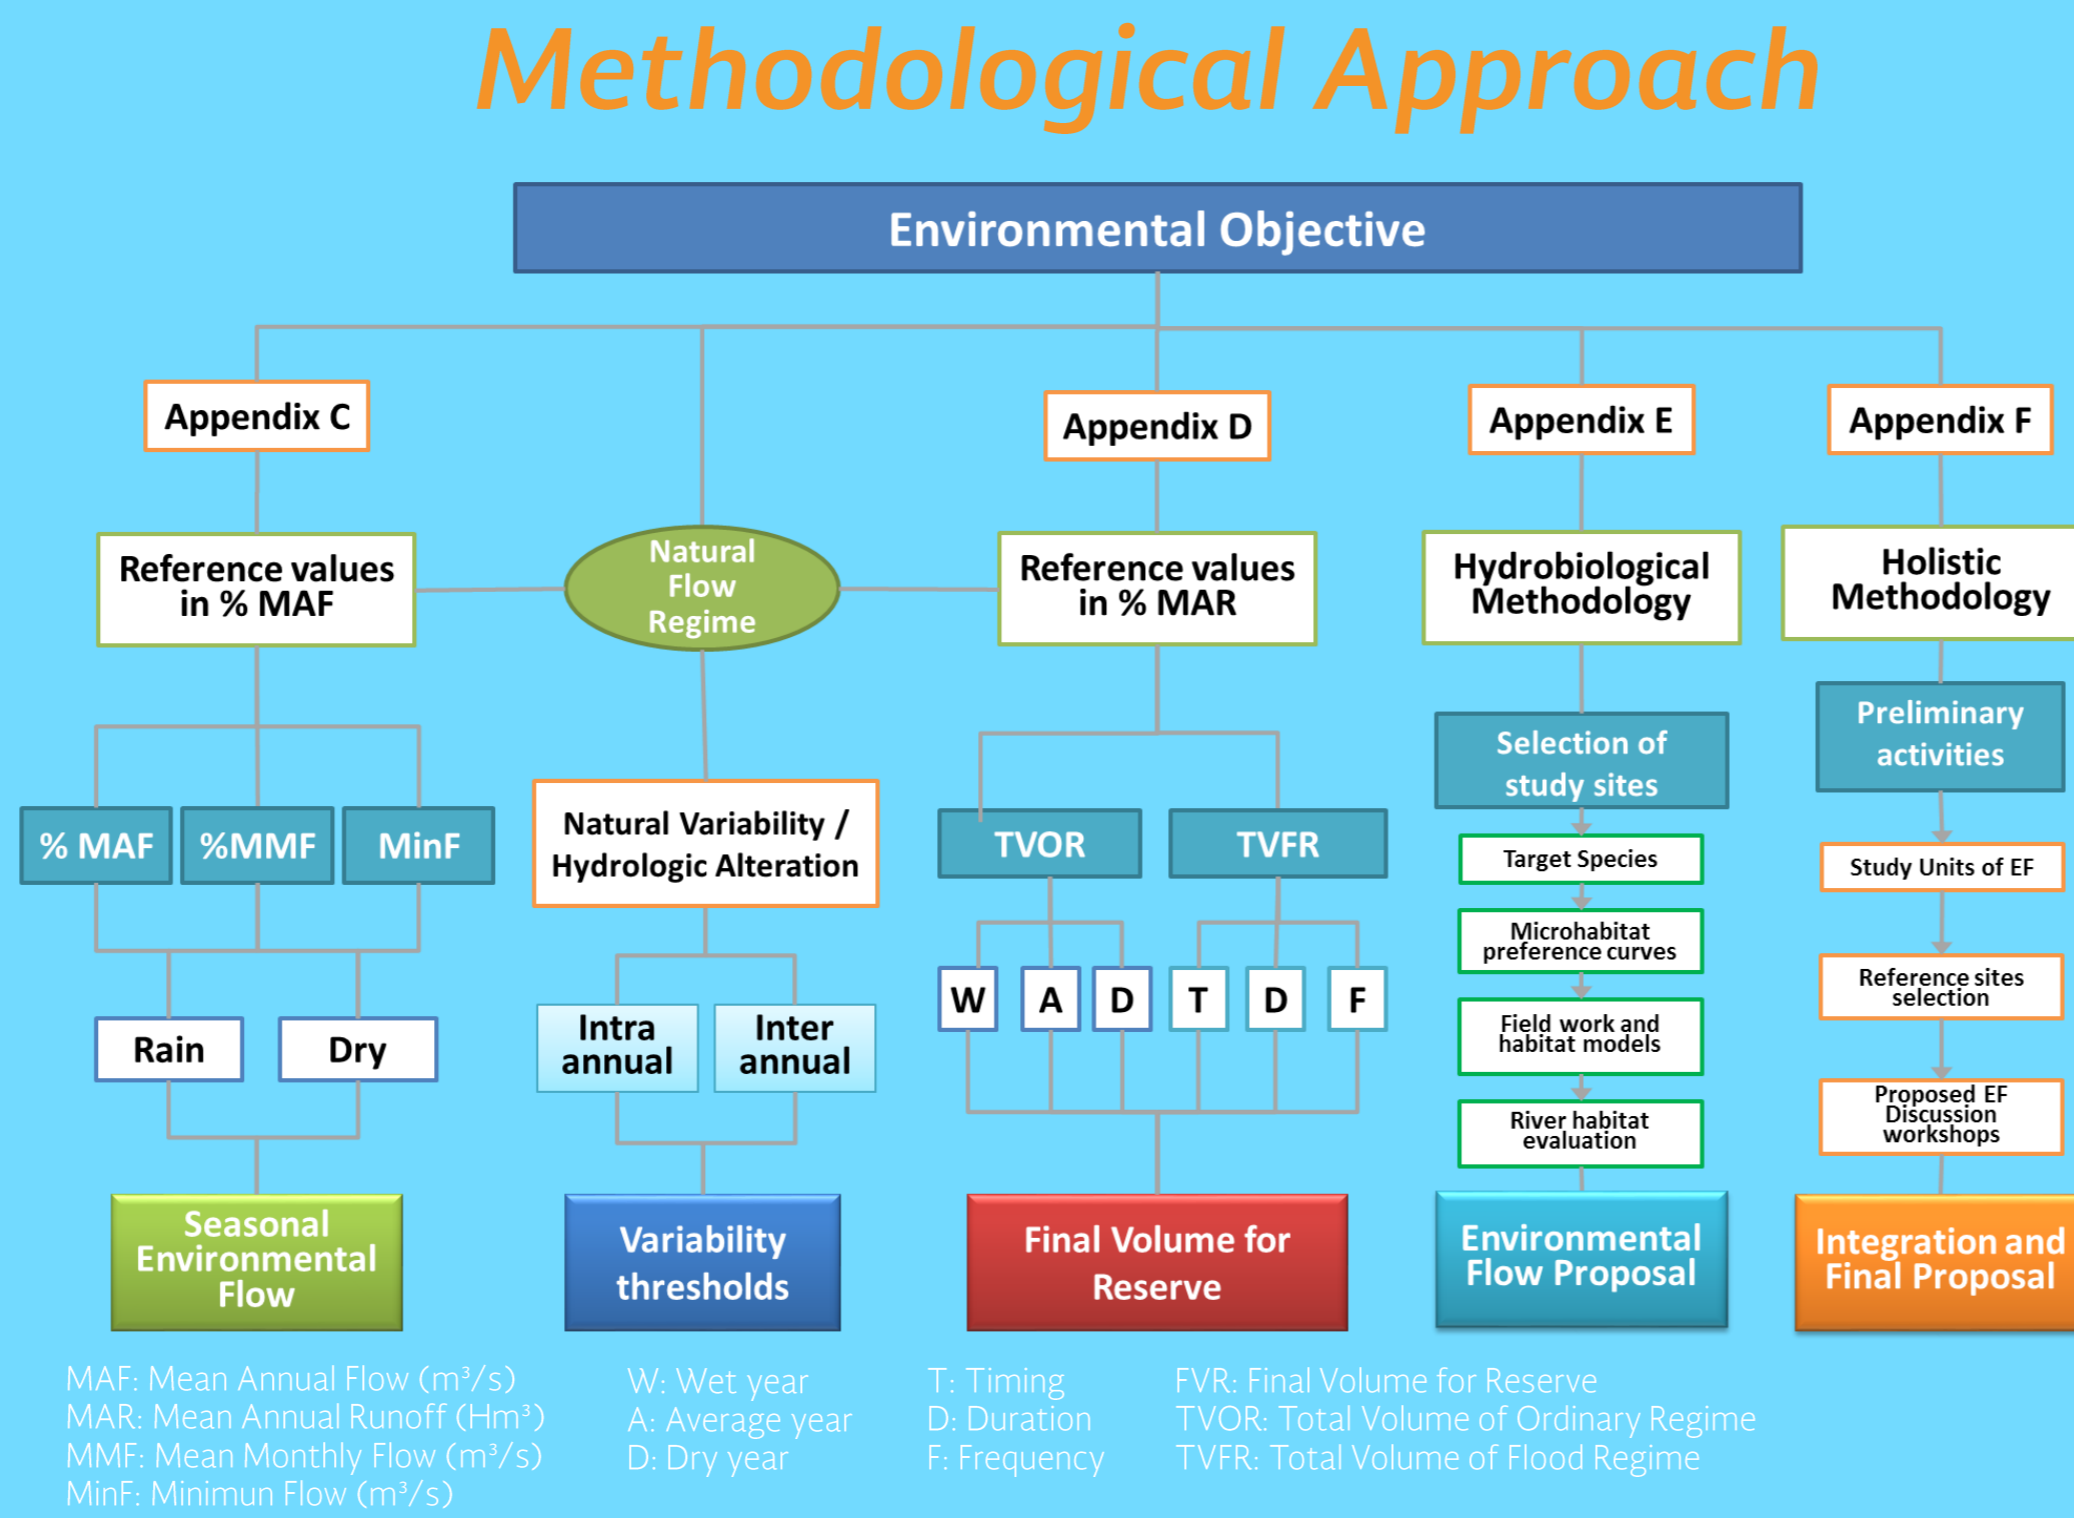 Methodological Approach
Environmental Objective
Appendix C
Appendix D
Appendix E
Appendix F
Reference values
in % MAF
Natural
Flow
Regime
Reference values
in % MAR
Hydrobiological
Methodology
Holistic
Methodology
% MAF
%MMF
MinF
Natural Variability /
Hydrologic Alteration
TVOR
TVFR
Selection of
study sites
Preliminary
activities
Target Species
Study Units of EF
Microhabitat
preference curves
Reference sites
selection
Rain
Dry
Intra
annual
Inter
annual
W
A
D
T
D
F
Field work and
habitat models
River habitat
evaluation
Proposed EF
Discussion
workshops
Seasonal
Environmental
Flow
Variability
thresholds
Final Volume for
Reserve
Environmental
Flow Proposal
Integration and
Final Proposal
MAF: Mean Annual Flow (m³/s)
MAR: Mean Annual Runoff (Hm³)
MMF: Mean Monthly Flow (m³/s)
MinF: Minimun Flow (m³/s)
W: Wet year
A: Average year
D: Dry year
T: Timing
D: Duration
F: Frequency
FVR: Final Volume for Reserve
TVOR: Total Volume of Ordinary Regime
TVFR: Total Volume of Flood Regime